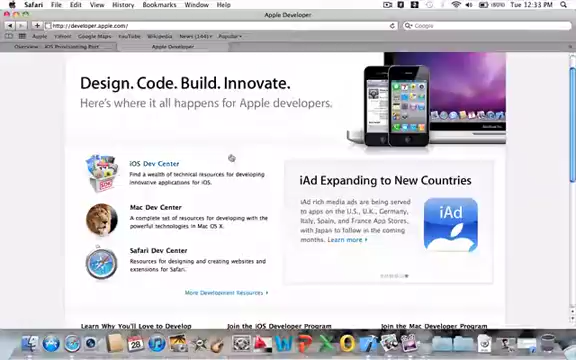 Safari File Edit View History Bookmarks Window Help Tue 12:33 PM
Apple Developer
http://developer.apple.com/
Google
Apple Yahoo! Google Maps YouTube Wikipedia News Popular
Overview - iOS Provisioning Port... Apple Developer
Design. Code. Build. Innovate.
Here's where it all happens for Apple developers.
iOS Dev Center
Find a wealth of technical resources for developing
innovative applications for iOS.
Mac Dev Center
A complete set of resources for developing with the
powerful technologies in Mac OS X.
Safari Dev Center
Resources for designing and creating websites and
extensions for Safari.
More Development Resources
iAd Expanding to New Countries
iAd rich media ads are being served
to apps on the U.S., U.K., Germany,
Italy, Spain, and France App Stores,
with Japan to follow in the coming
months. Learn more
iAd
Learn Why You'll Love to Develop Join the iOS Developer Program Join the Mac Developer Program
28